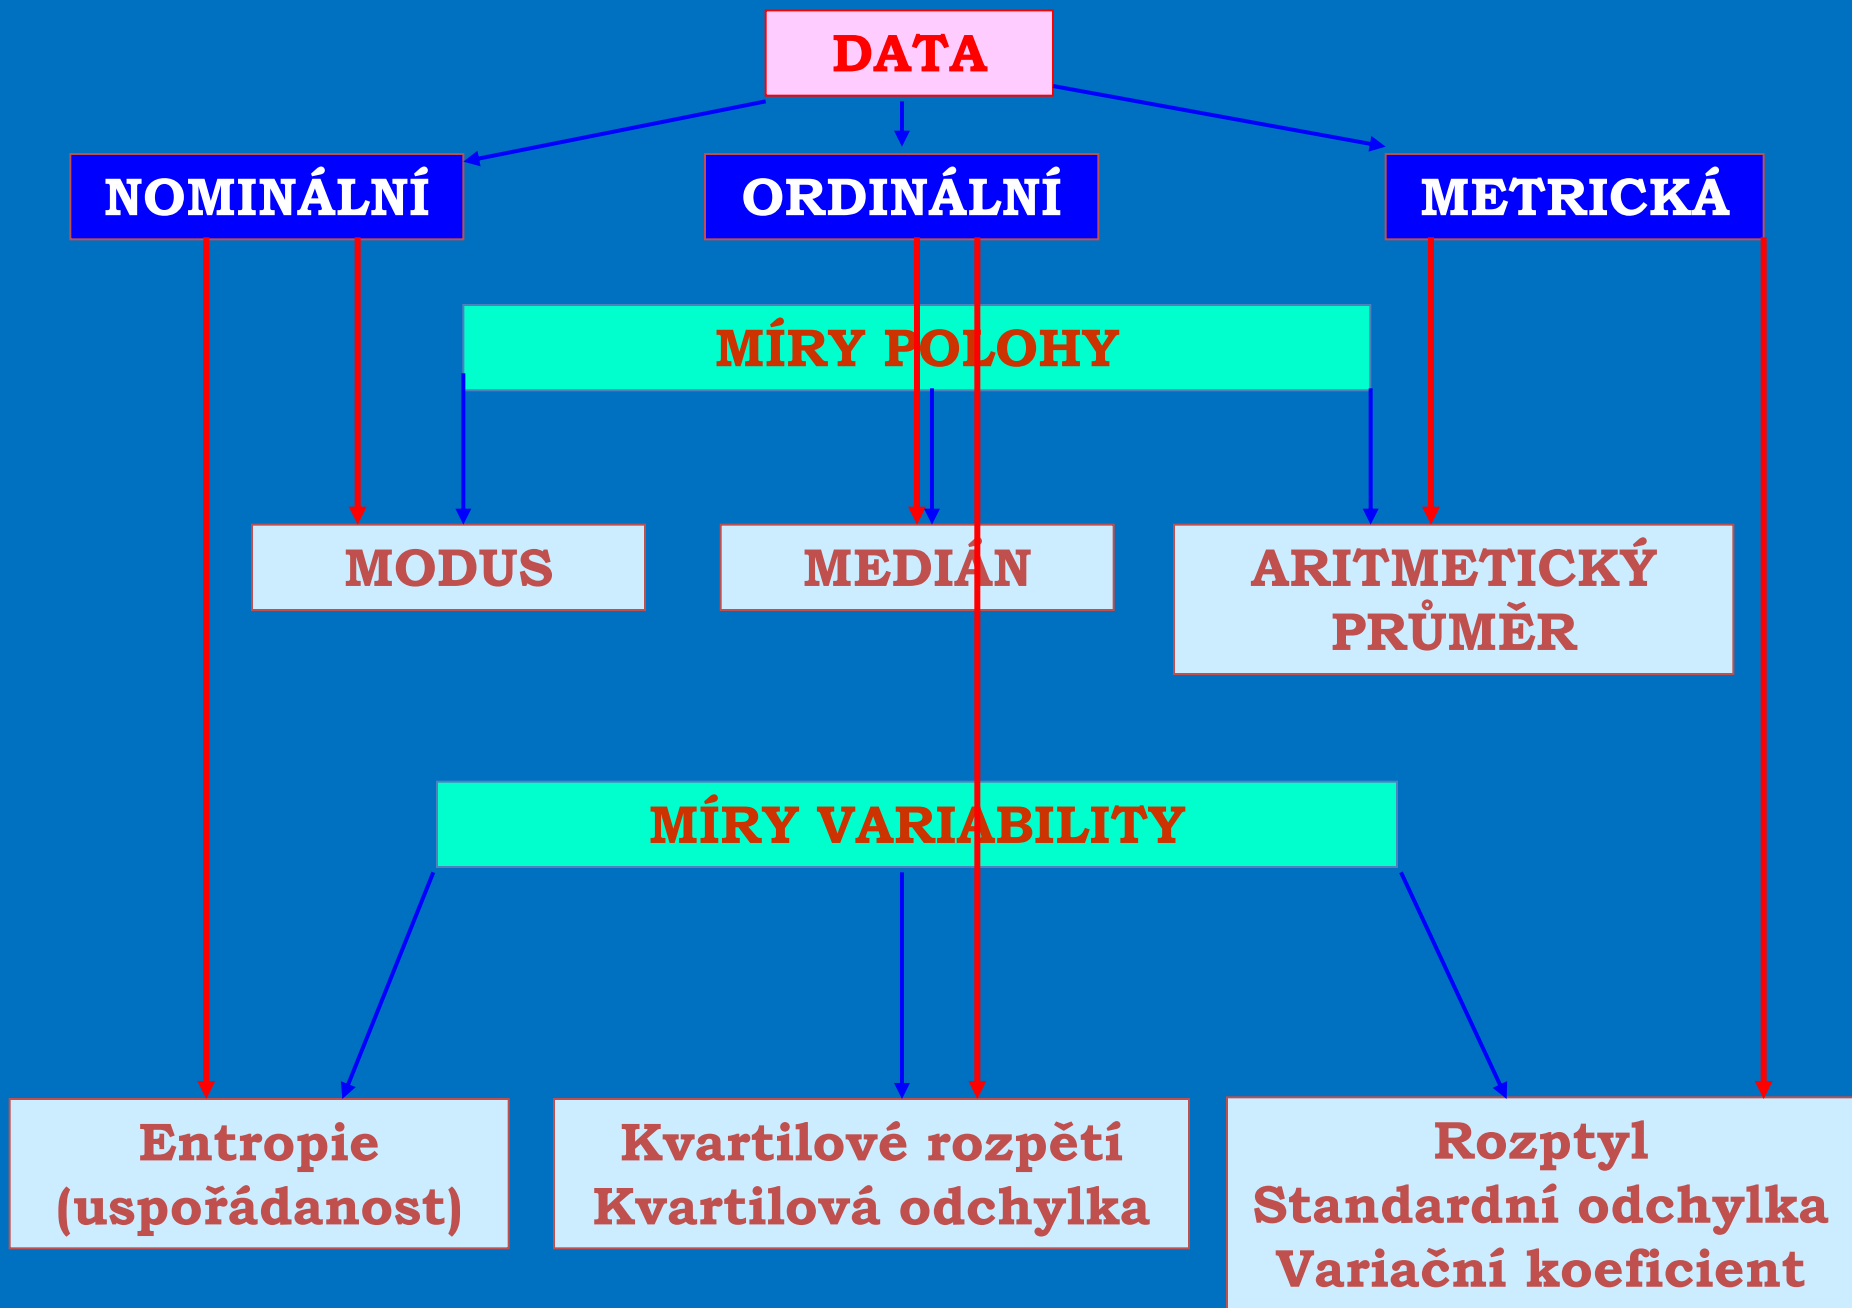 DATA
NOMINÁLNÍ
ORDINÁLNÍ
METRICKÁ
MÍRY POLOHY
MODUS
MEDIÁN
ARITMETICKÝ
PRŮMĚR
MÍRY VARIABILITY
Entropie
(uspořádanost)
Kvartilové rozpětí
Kvartilová odchylka
Rozptyl
Standardní odchylka
Variační koeficient